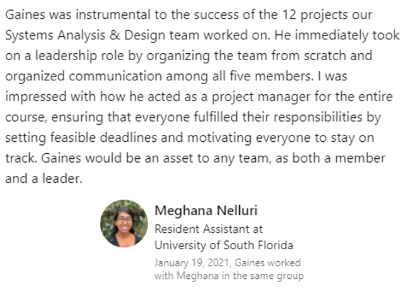 Gaines was instrumental to the success of the 12 projects our
Systems Analysis & Design team worked on. He immediately took
on a leadership role by organizing the team from scratch and
organized communication among all five members. I was
impressed with how he acted as a project manager for the entire
course, ensuring that everyone fulfilled their responsibilities by
setting feasible deadlines and motivating everyone to stay on
track. Gaines would be an asset to any team, as both a member
and a leader.
Meghana Nelluri
Resident Assistant at
University of South Florida
January 19, 2021, Gaines worked
with Meghana in the same group